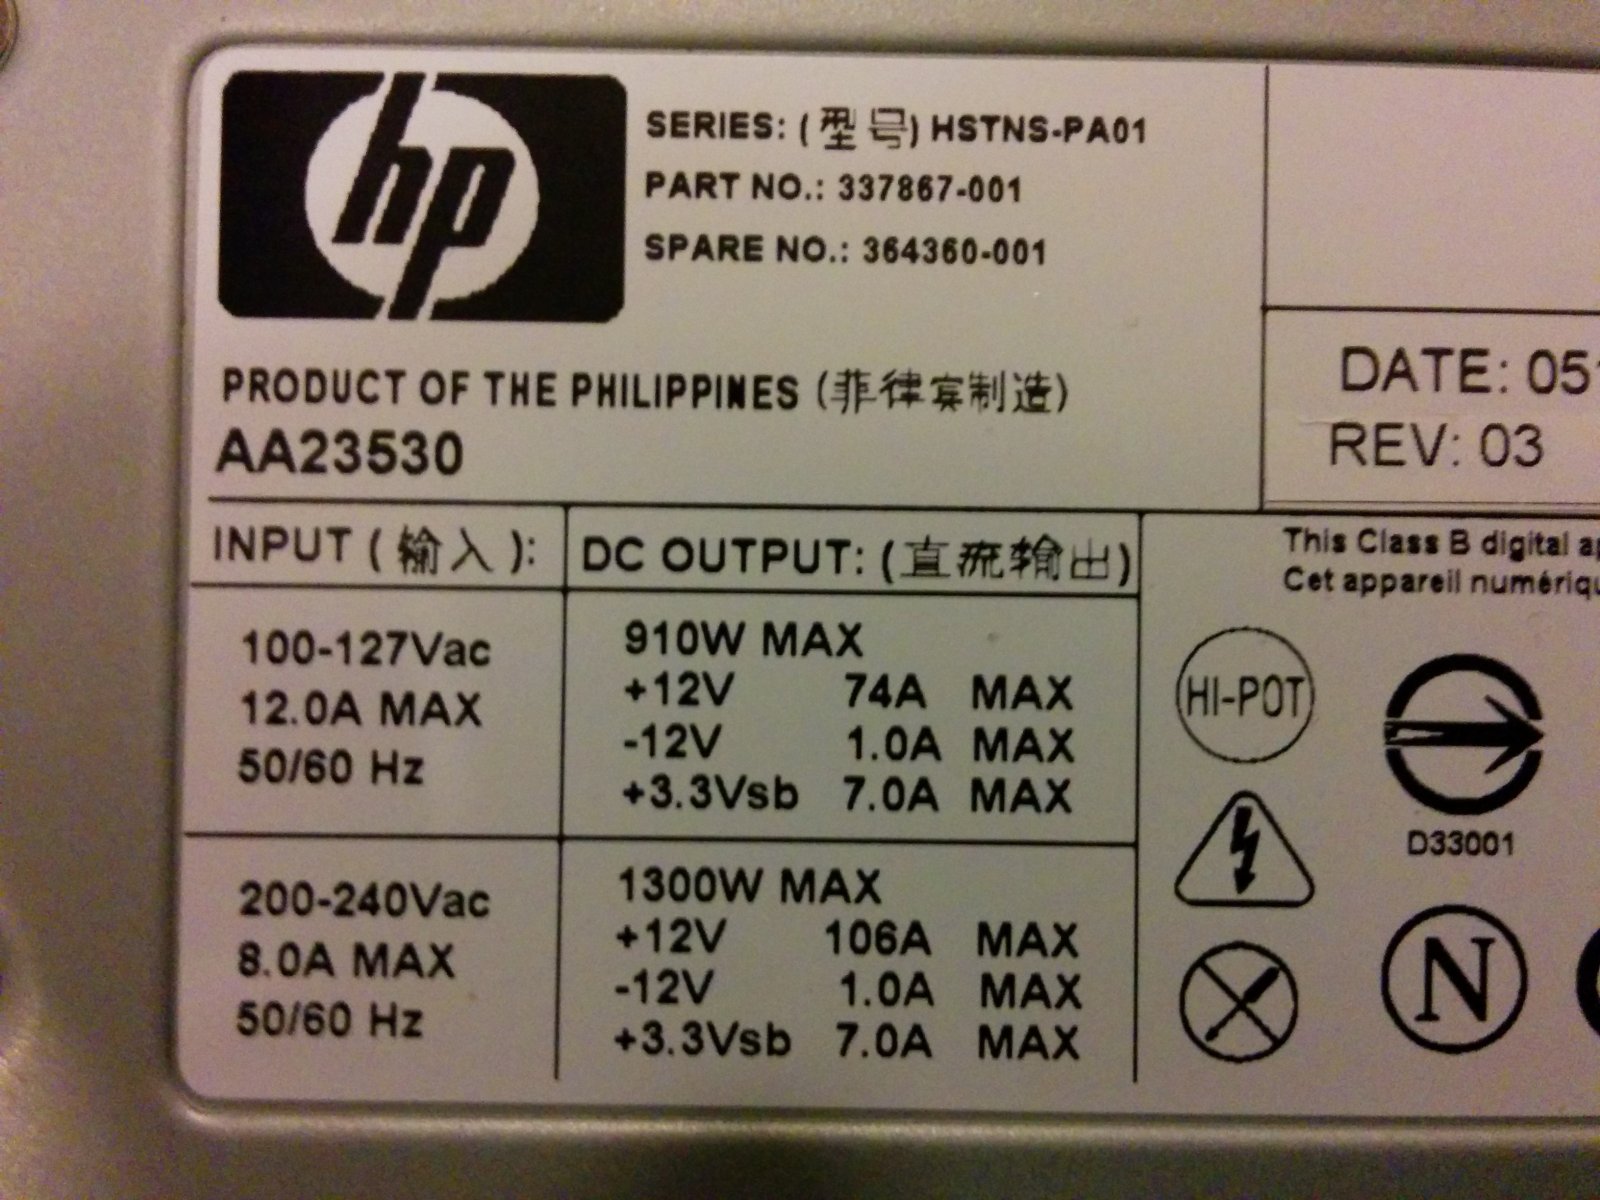 hp
SERIES: (型号) HSTNS-PA01
PART NO.: 337867-001
SPARE NO.: 364360-001
PRODUCT OF THE PHILIPPINES (菲律宾制造)
AA23530
DATE: 051
REV: 03
INPUT (输入):
DC OUTPUT: (直流输出)
100-127Vac
12.0A MAX
50/60 Hz
910W MAX
+12V 74A MAX
-12V 1.0A MAX
+3.3Vsb 7.0A MAX
200-240Vac
8.0A MAX
50/60 Hz
1300W MAX
+12V 106A MAX
-12V 1.0A MAX
+3.3Vsb 7.0A MAX
This Class B digital
Cet appareil
HI-POT
D33001
N